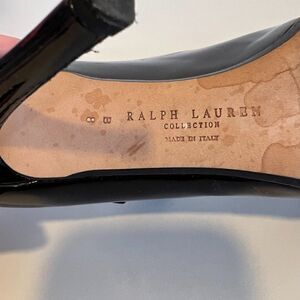 8 B RALPH LAUREN
COLLECTION
MADE IN ITALY